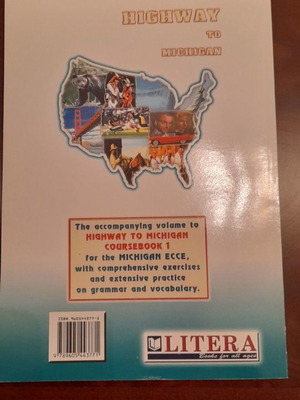 HIGHWAY
TO
MICHIGAN
The accompanying volume to
HIGHWAY TO MICHIGAN
COURSEBOOK 1
for the MICHIGAN ECCE,
with comprehensive exercises
and extensive practice
on grammar and vocabulary.
9789605443771
LITERA
Books for all ages